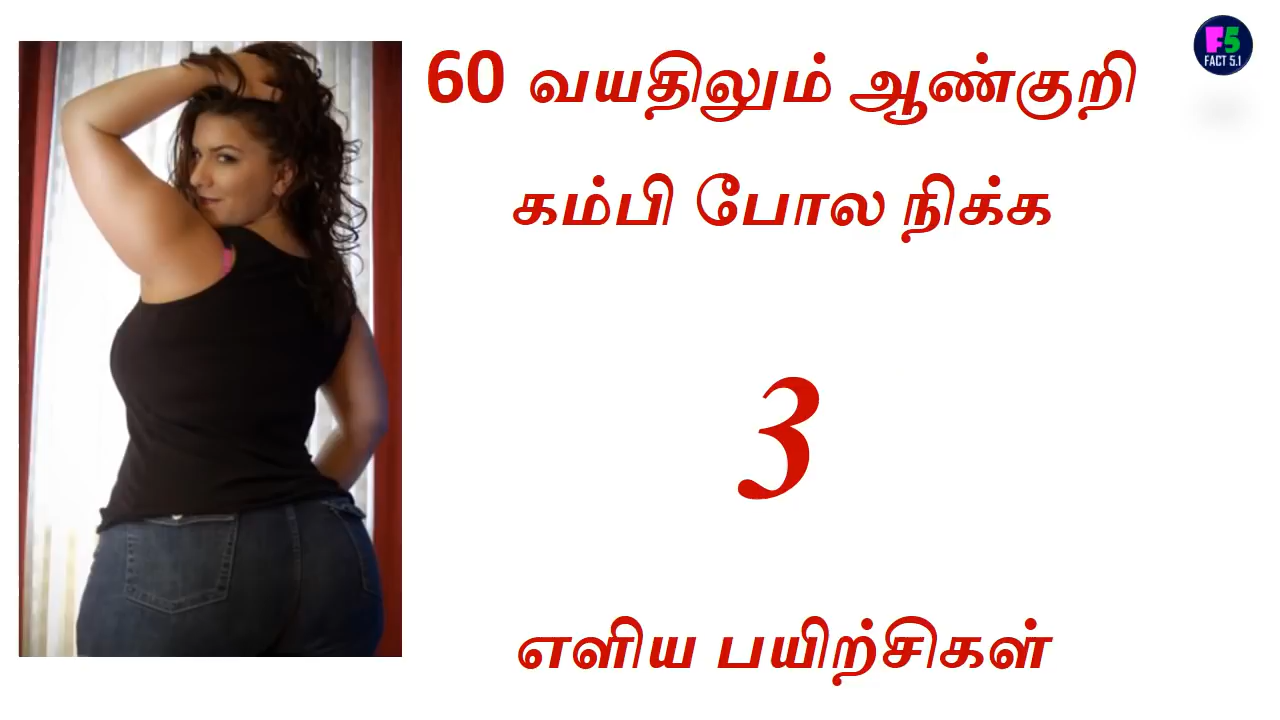 60 வயதிலும் ஆண்குறி
கம்பி போல நிக்க
3
எளிய பயிற்சிகள்
F5
FACT 5.1